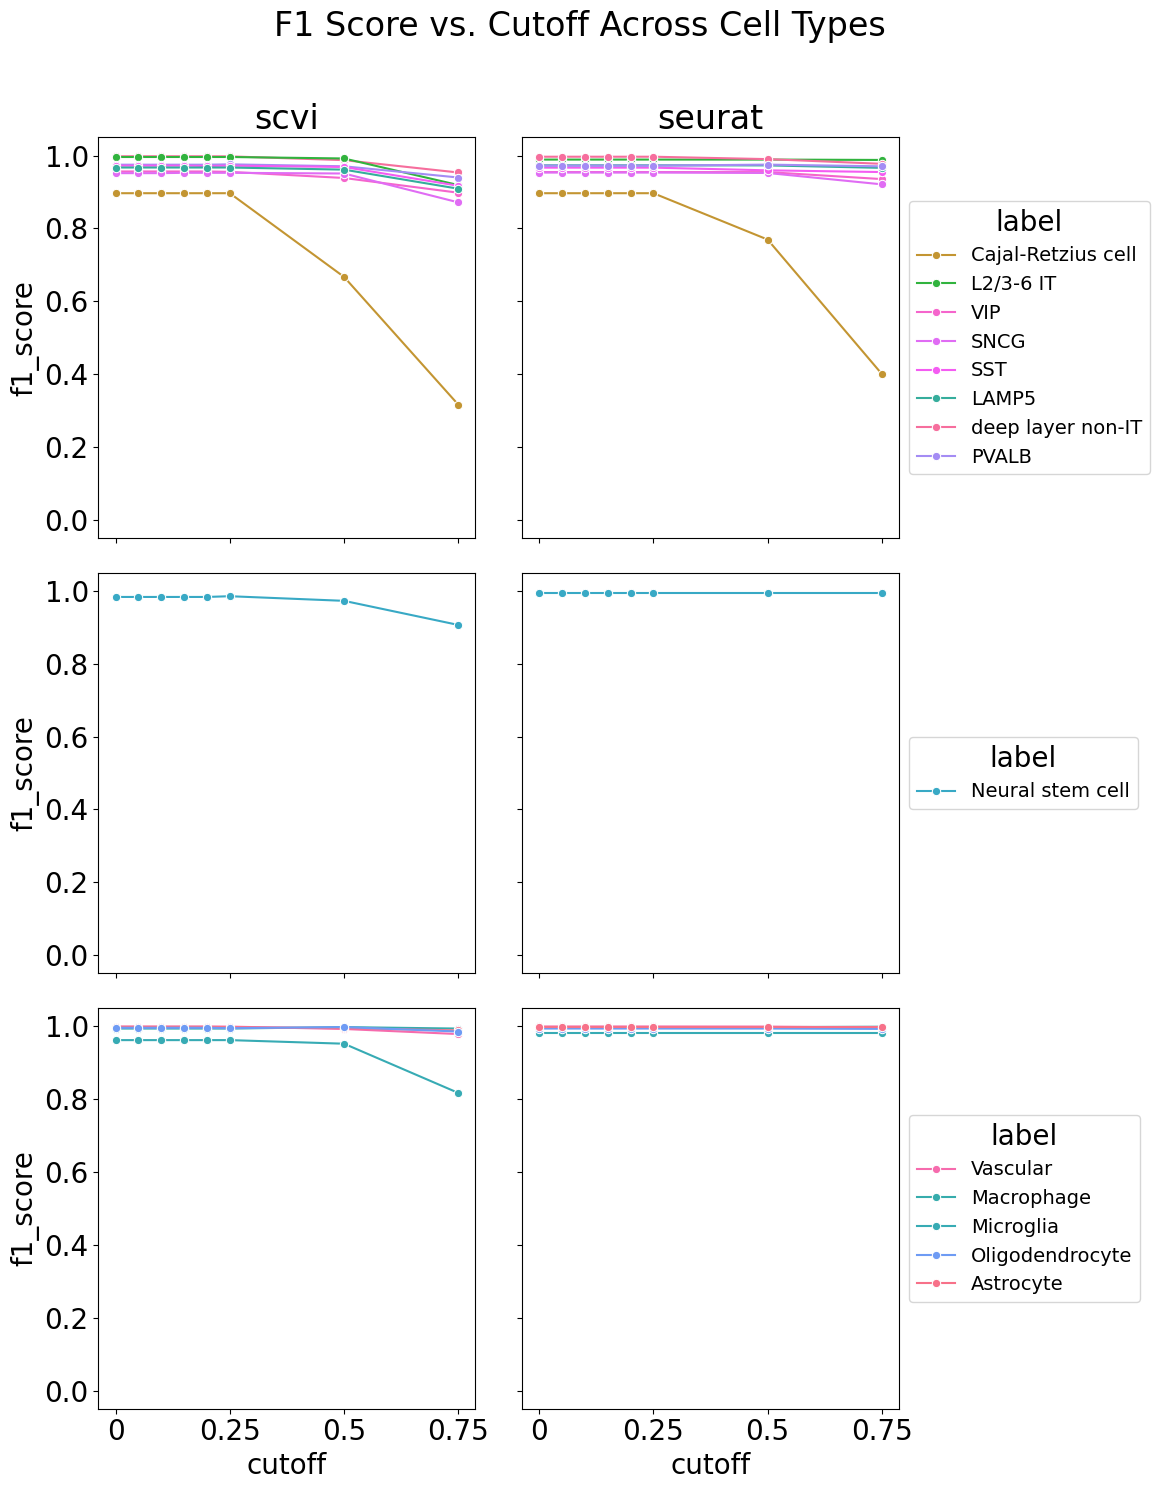 F1 Score vs. Cutoff Across Cell Types
scvi
seurat
1.0
0.8
0.6
0.4
0.2
0.0
f1_score
label
Cajal-Retzius cell
L2/3-6 IT
VIP
SNCG
SST
LAMP5
deep layer non-IT
PVALB
1.0
0.8
0.6
0.4
0.2
0.0
f1_score
label
Neural stem cell
1.0
0.8
0.6
0.4
0.2
0.0
f1_score
label
Vascular
Macrophage
Microglia
Oligodendrocyte
Astrocyte
0 0.25 0.5 0.75
cutoff
0 0.25 0.5 0.75
cutoff